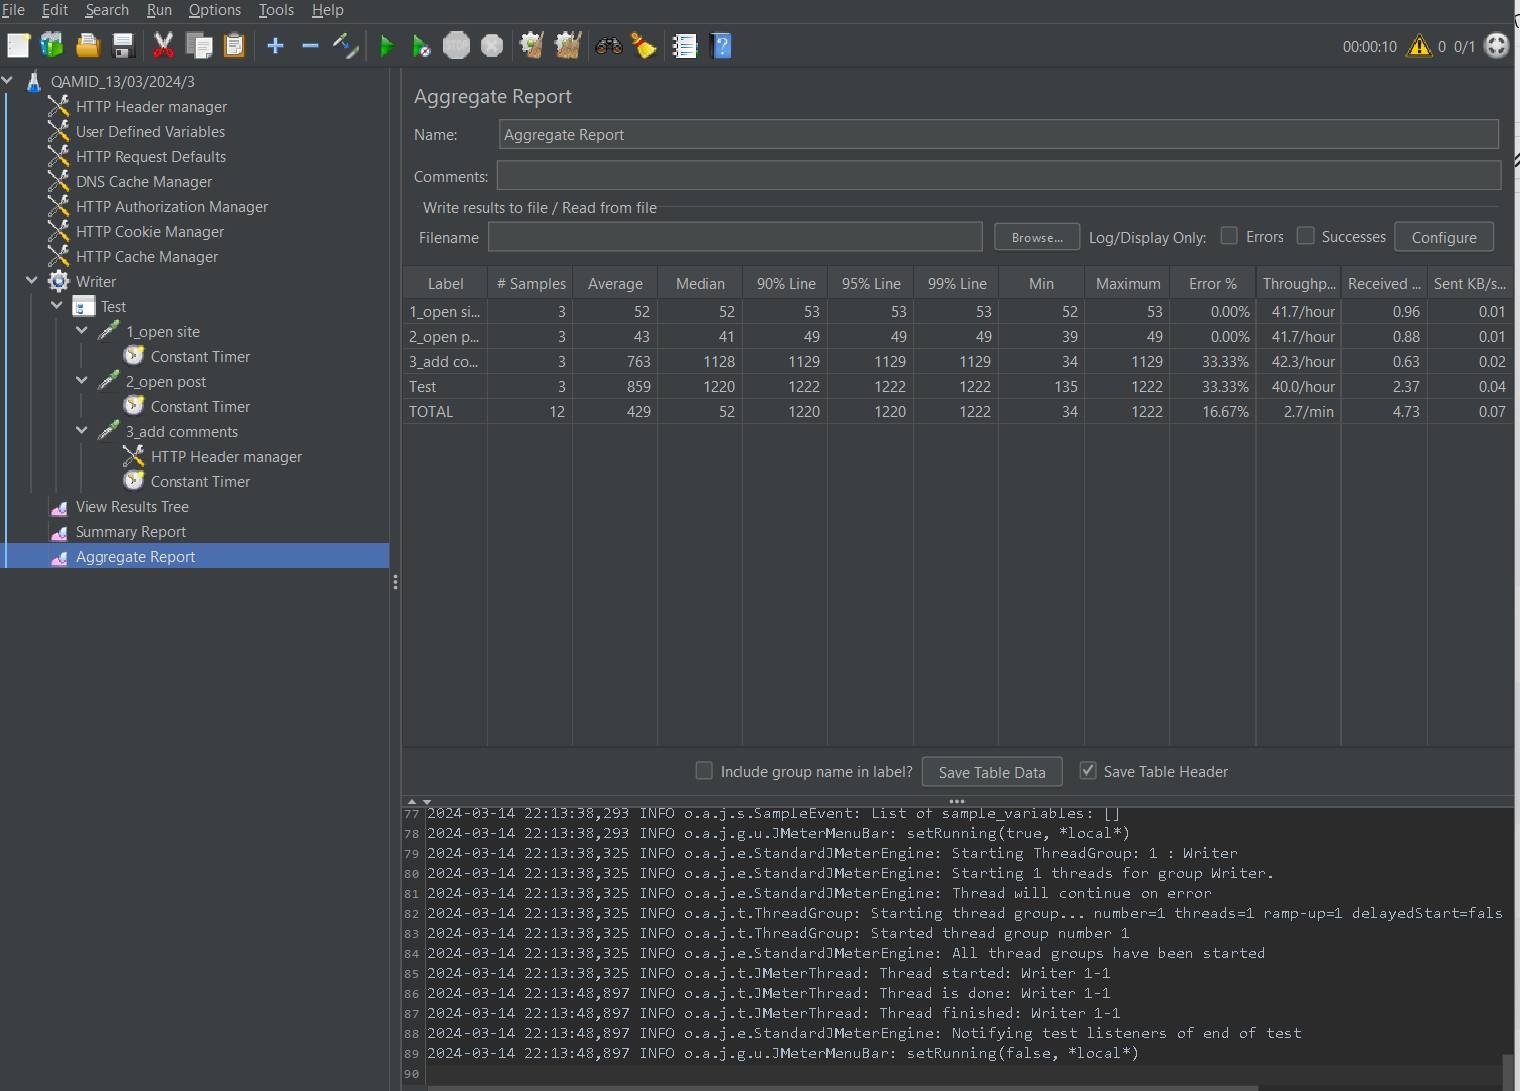 File Edit Search Run Options Tools Help
00:00:10 0 0/1
QAMID_13/03/2024/3
HTTP Header manager
User Defined Variables
HTTP Request Defaults
DNS Cache Manager
HTTP Authorization Manager
HTTP Cookie Manager
HTTP Cache Manager
Writer
Test
1_open site
Constant Timer
2_open post
Constant Timer
3_add comments
HTTP Header manager
Constant Timer
View Results Tree
Summary Report
Aggregate Report
Aggregate Report
Name: Aggregate Report
Comments:
Write results to file / Read from file
Filename Browse... Log/Display Only: Errors Successes Configure
Label # Samples Average Median 90% Line 95% Line 99% Line Min Maximum Error % Throughp... Received ... Sent KB/s...
1_open si... 3 52 52 53 53 53 52 53 0.00% 41.7/hour 0.96 0.01
2_open p... 3 43 41 49 49 49 39 49 0.00% 41.7/hour 0.88 0.01
3_add co... 3 763 1128 1129 1129 1129 34 1129 33.33% 42.3/hour 0.63 0.02
Test 3 859 1220 1222 1222 1222 135 1222 33.33% 40.0/hour 2.37 0.04
TOTAL 12 429 52 1220 1220 1222 34 1222 16.67% 2.7/min 4.73 0.07
Include group name in label? Save Table Data Save Table Header
77 2024-03-14 22:13:38,293 INFO o.a.j.s.SampleEvent: List of sample_variables: []
78 2024-03-14 22:13:38,293 INFO o.a.j.g.u.JMeterMenuBar: setRunning(true, *local*)
79 2024-03-14 22:13:38,325 INFO o.a.j.e.StandardJMeterEngine: Starting ThreadGroup: 1 : Writer
80 2024-03-14 22:13:38,325 INFO o.a.j.e.StandardJMeterEngine: Starting 1 threads for group Writer.
81 2024-03-14 22:13:38,325 INFO o.a.j.e.StandardJMeterEngine: Thread will continue on error
82 2024-03-14 22:13:38,325 INFO o.a.j.t.ThreadGroup: Starting thread group... number=1 threads=1 ramp-up=1 delayedStart=fals
83 2024-03-14 22:13:38,325 INFO o.a.j.t.ThreadGroup: Started thread group number 1
84 2024-03-14 22:13:38,325 INFO o.a.j.e.StandardJMeterEngine: All thread groups have been started
85 2024-03-14 22:13:38,325 INFO o.a.j.t.JMeterThread: Thread started: Writer 1-1
86 2024-03-14 22:13:48,897 INFO o.a.j.t.JMeterThread: Thread is done: Writer 1-1
87 2024-03-14 22:13:48,897 INFO o.a.j.t.JMeterThread: Thread finished: Writer 1-1
88 2024-03-14 22:13:48,897 INFO o.a.j.e.StandardJMeterEngine: Notifying test listeners of end of test
89 2024-03-14 22:13:48,897 INFO o.a.j.g.u.JMeterMenuBar: setRunning(false, *local*)
90